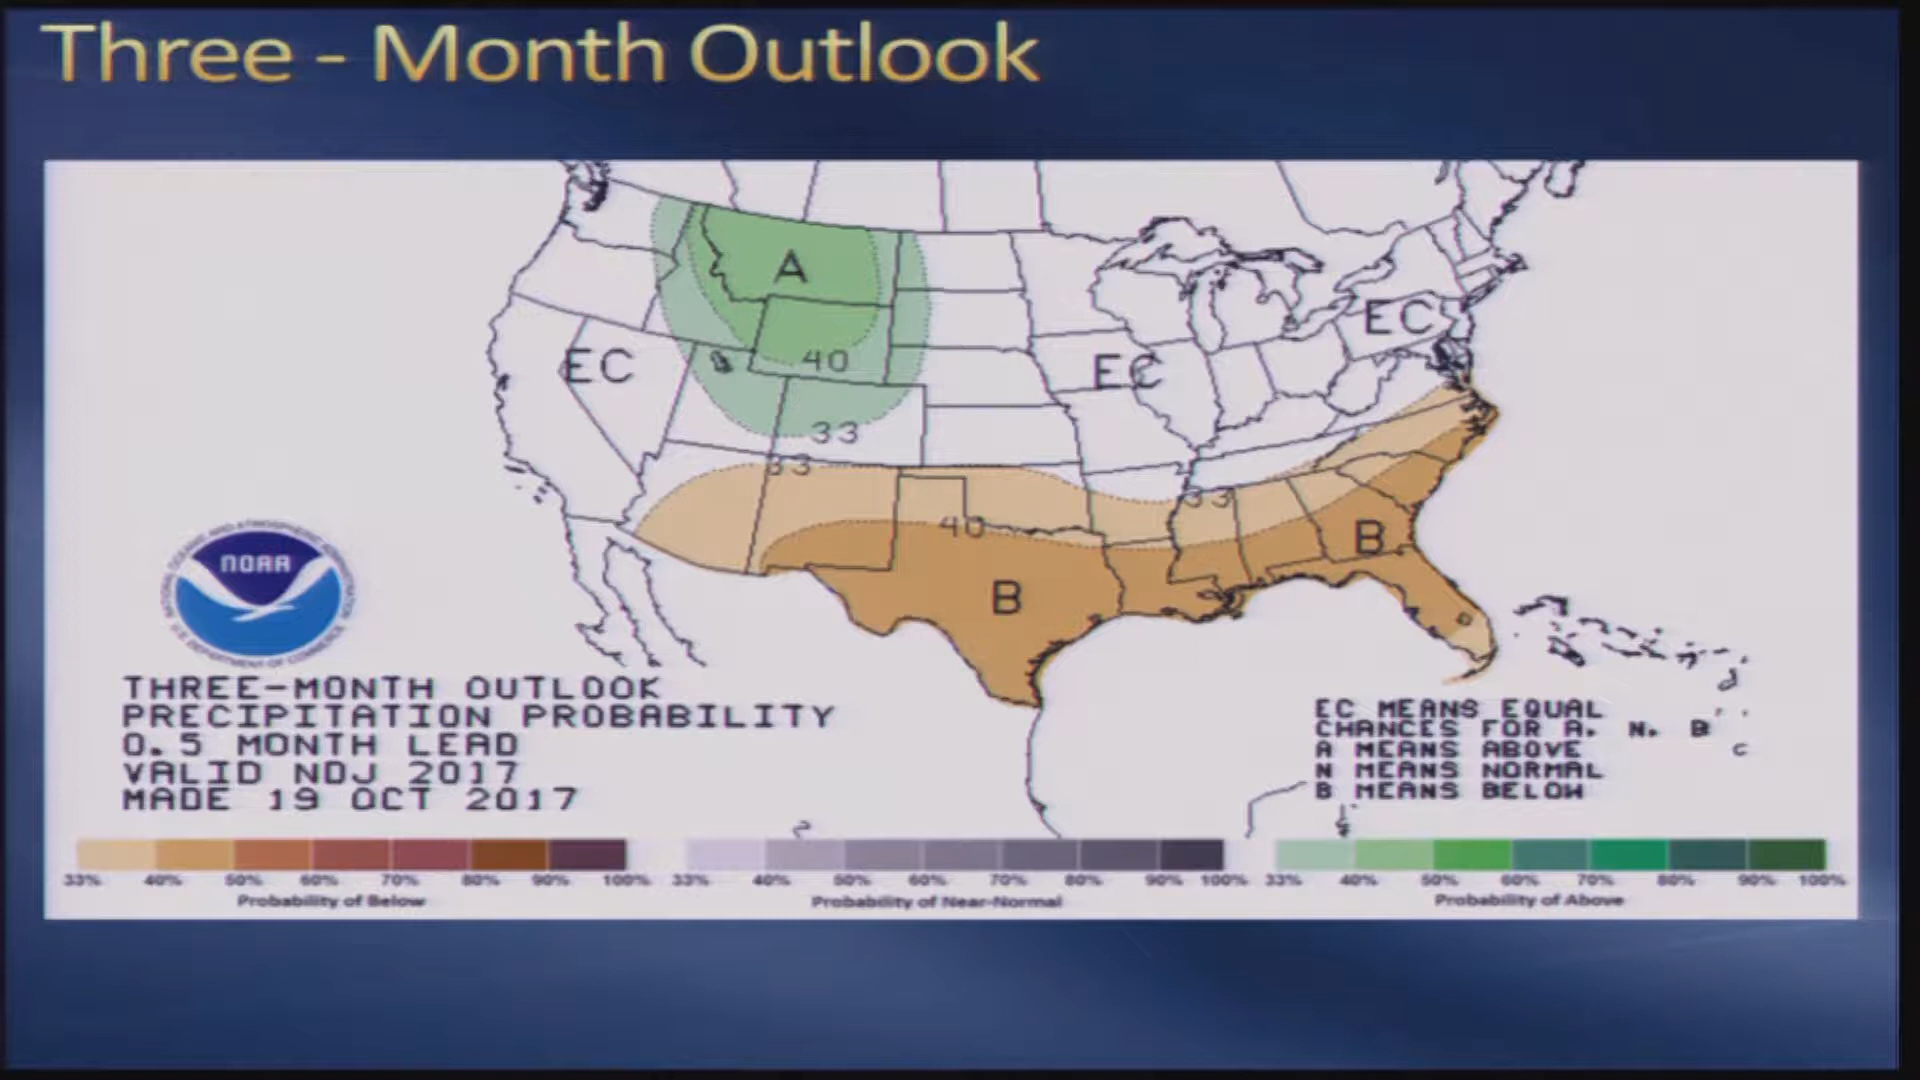 Three - Month Outlook
A
EC
40
EC
EC
33
33
33
40
B
B
NOAA
THREE-MONTH OUTLOOK
PRECIPITATION PROBABILITY
0.5 MONTH LEAD
VALID NDJ 2017
MADE 19 OCT 2017
EC MEANS EQUAL
CHANCES FOR A. N. B
A MEANS ABOVE
N MEANS NORMAL
B MEANS BELOW
33% 40% 50% 60% 70% 80% 90% 100%
Probability of Below
33% 40% 50% 60% 70% 80% 90% 100%
Probability of Near-Normal
33% 40% 50% 60% 70% 80% 90% 100%
Probability of Above